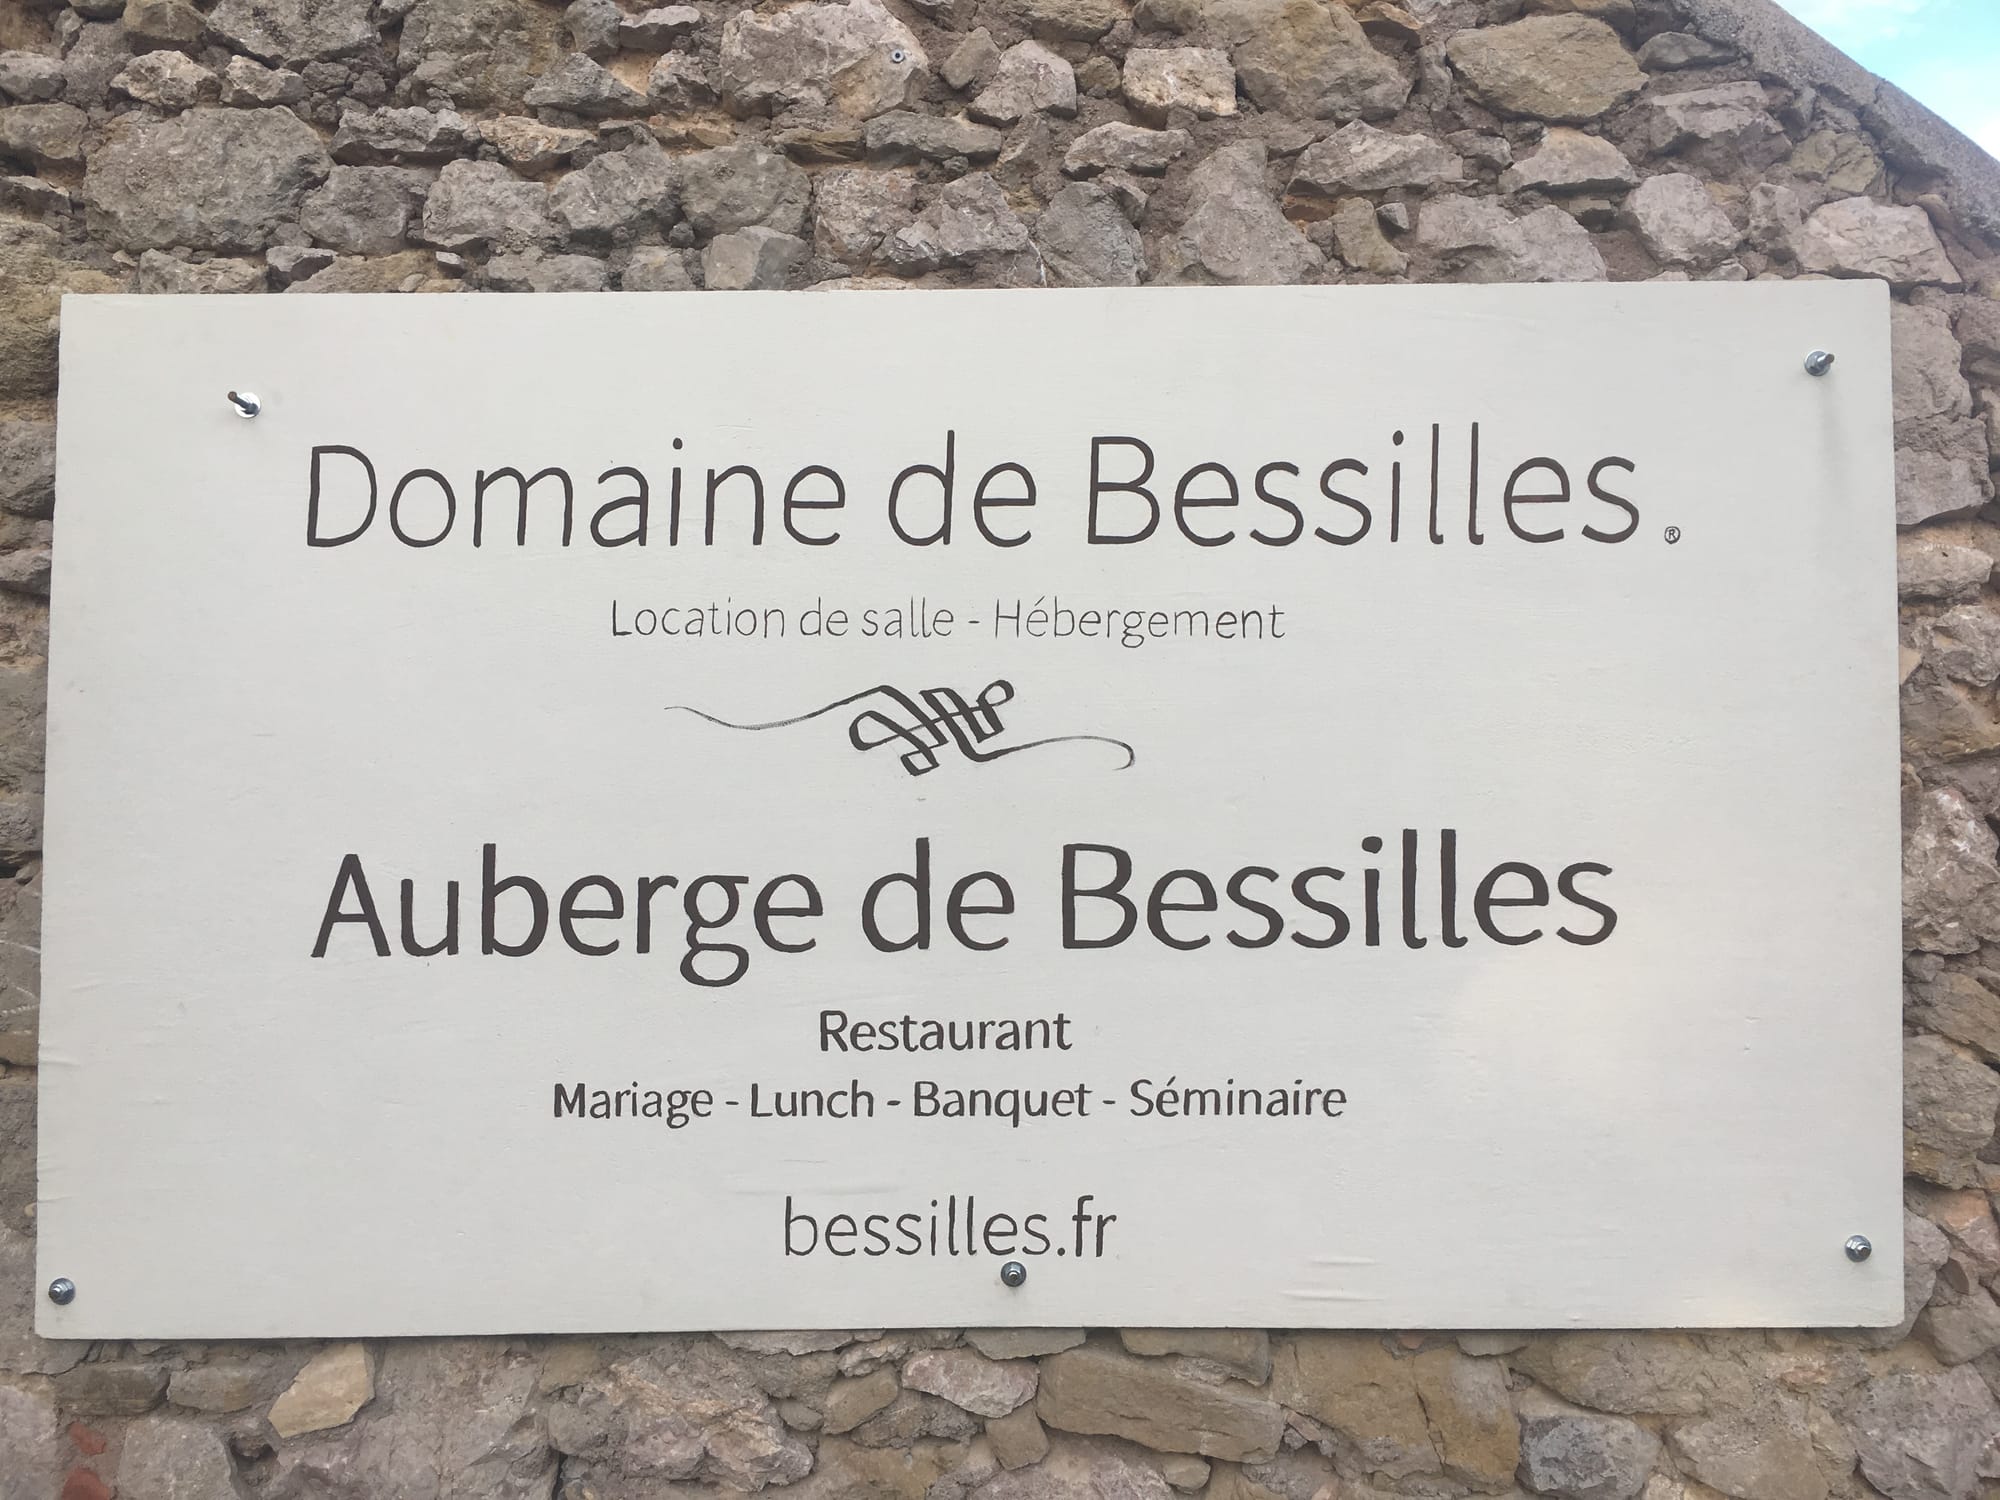 Domaine de Bessilles ®
Location de salle - Hébergement
Auberge de Bessilles
Restaurant
Mariage - Lunch - Banquet - Séminaire
bessilles.fr